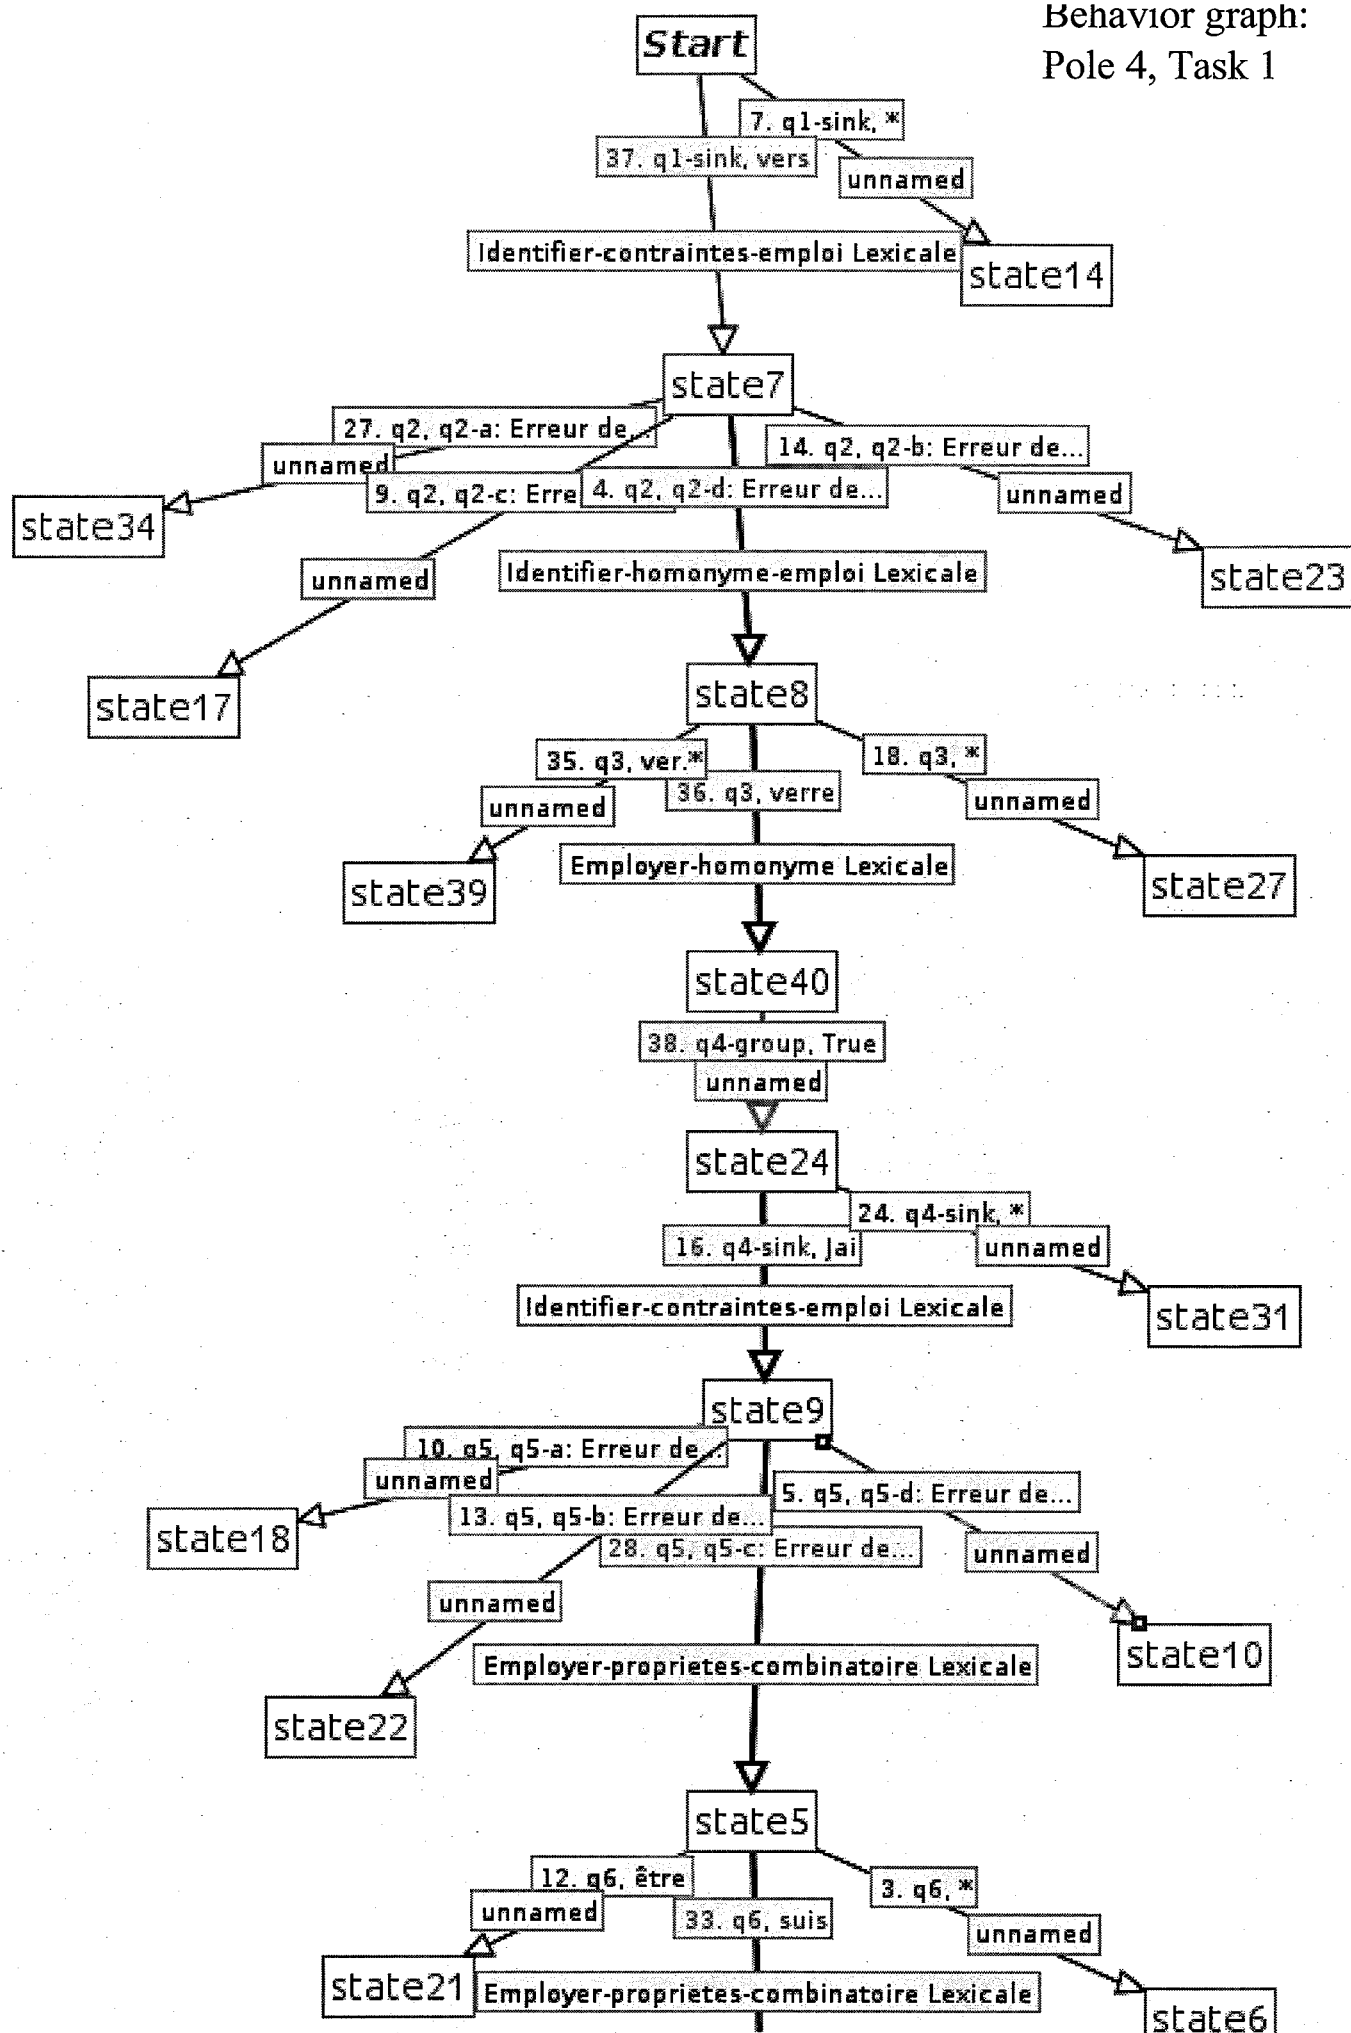 Behavior graph:
Pole 4, Task 1
Start
7. q1-sink, *
37. q1-sink, vers
unnamed
Identifier-contraintes-emploi Lexicale
state14
state7
27. q2, q2-a: Erreur de...
14. q2, q2-b: Erreur de...
unnamed
9. q2, q2-c: Erre
4. q2, q2-d: Erreur de...
unnamed
state34
unnamed
Identifier-homonyme-emploi Lexicale
state23
state17
state8
35. q3, ver.*
18. q3, *
36. q3, verre
unnamed
unnamed
Employer-homonyme Lexicale
state39
state27
state40
38. q4-group, True
unnamed
state24
24. q4-sink, *
16. q4-sink, Jai
unnamed
Identifier-contraintes-emploi Lexicale
state31
state9
10. q5, q5-a: Erreur de...
unnamed
5. q5, q5-d: Erreur de...
13. q5, q5-b: Erreur de...
state18
28. q5, q5-c: Erreur de...
unnamed
unnamed
Employer-proprietes-combinatoire Lexicale
state10
state22
state5
12. q6, être
3. q6, *
unnamed
33. q6, suis
unnamed
state21
Employer-proprietes-combinatoire Lexicale
state6